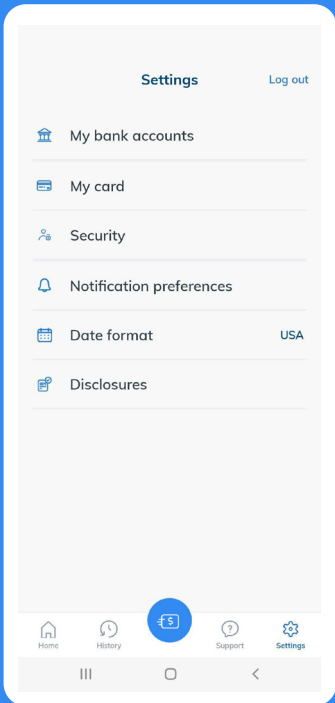 Settings Log out
My bank accounts
My card
Security
Notification preferences
Date format USA
Disclosures
$ ?
Home History Support Settings